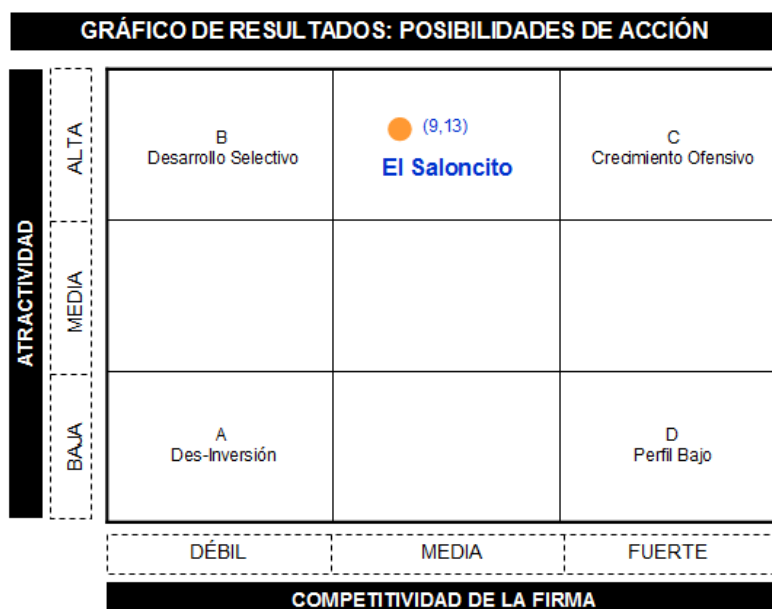 GRÁFICO DE RESULTADOS: POSIBILIDADES DE ACCIÓN
ATRACTIVIDAD
ALTA
MEDIA
BAJA
B
Desarrollo Selectivo
(9,13)
El Saloncito
C
Crecimiento Ofensivo
A
Des-Inversión
D
Perfil Bajo
DÉBIL
MEDIA
FUERTE
COMPETITIVIDAD DE LA FIRMA